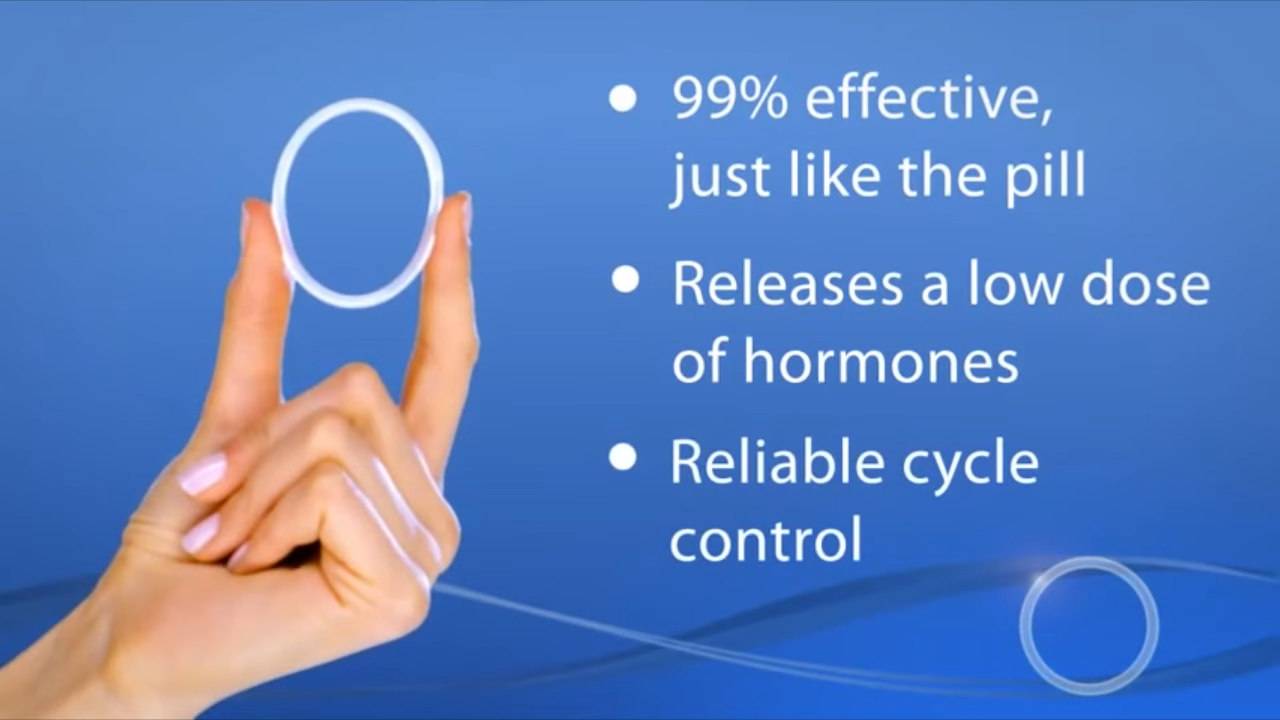 99% effective,
just like the pill
Releases a low dose
of hormones
Reliable cycle
control